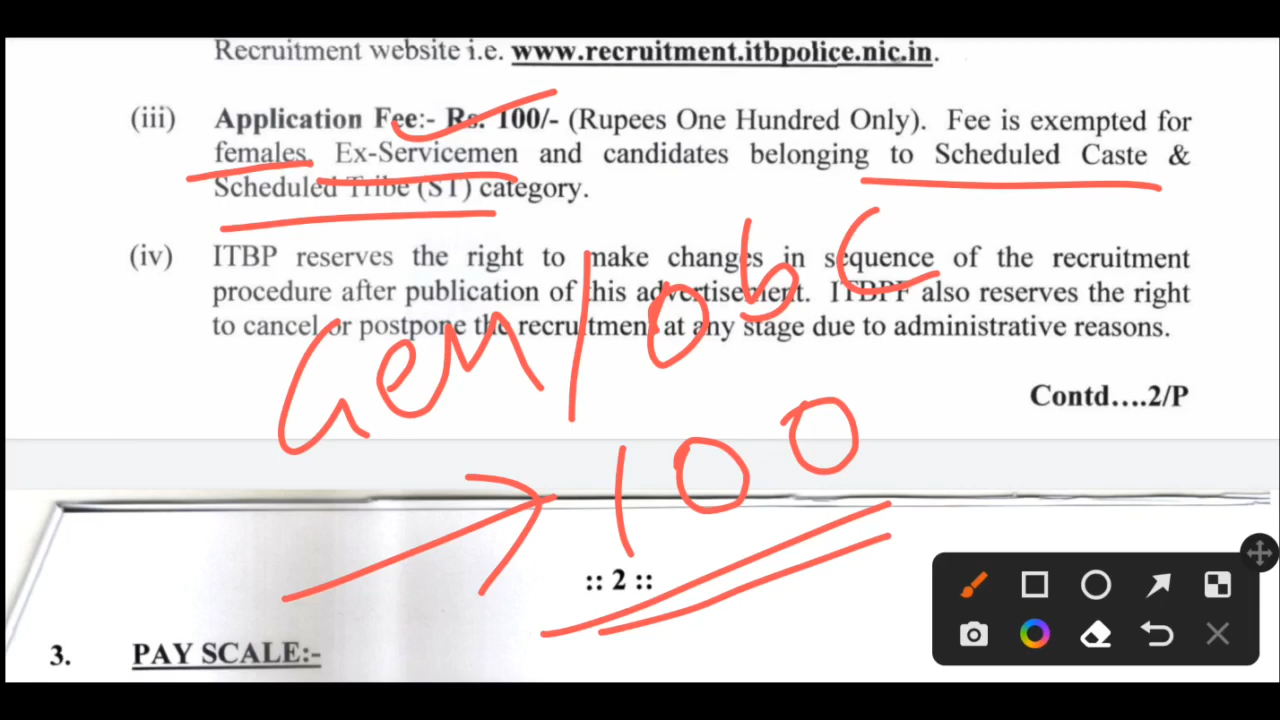 Recruitment website i.e. www.recruitment.itbpolice.nic.in.
(iii) Application Fee:- Rs. 100/- (Rupees One Hundred Only). Fee is exempted for
females, Ex-Servicemen and candidates belonging to Scheduled Caste &
Scheduled Tribe (ST) category.
(iv) ITBP reserves the right to make changes in sequence of the recruitment
procedure after publication of this advertisement. ITBPF also reserves the right
to cancel or postpone the recruitment at any stage due to administrative reasons.
Gen/obC
Contd....2/P
100
:: 2 ::
3. PAY SCALE:-